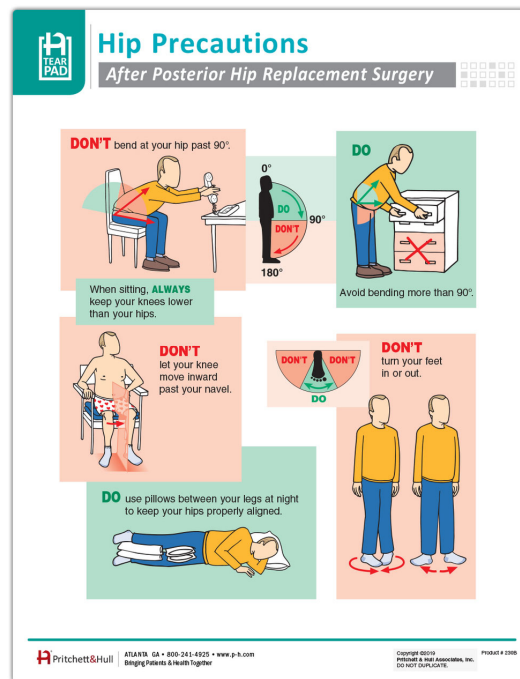 TEAR
PAD
Hip Precautions
After Posterior Hip Replacement Surgery
DON'T bend at your hip past 90°.
0°
DO
90°
DON'T
180°
DO
Avoid bending more than 90°.
When sitting, ALWAYS
keep your knees lower
than your hips.
DON'T
let your knee
move inward
past your navel.
DON'T DON'T
DO
DON'T
turn your feet
in or out.
DO use pillows between your legs at night
to keep your hips properly aligned.
Pritchett&Hull
ATLANTA GA • 800-241-4925 • www.p-h.com
Bringing Patients & Health Together
Copyright ©2019
Pritchett & Hull Associates, Inc.
DO NOT DUPLICATE.
Product # 230B